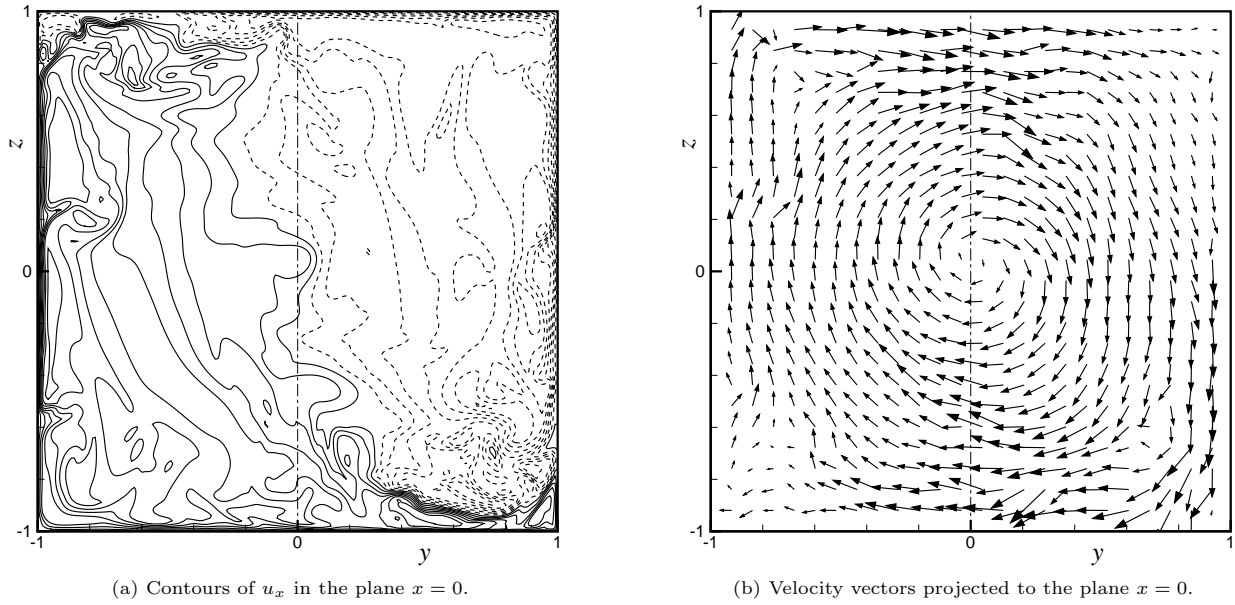 1
z
0
-1
-1
0
y
1
(a) Contours of u_x in the plane x = 0.
1
z
0
-1
-1
0
y
1
(b) Velocity vectors projected to the plane x = 0.